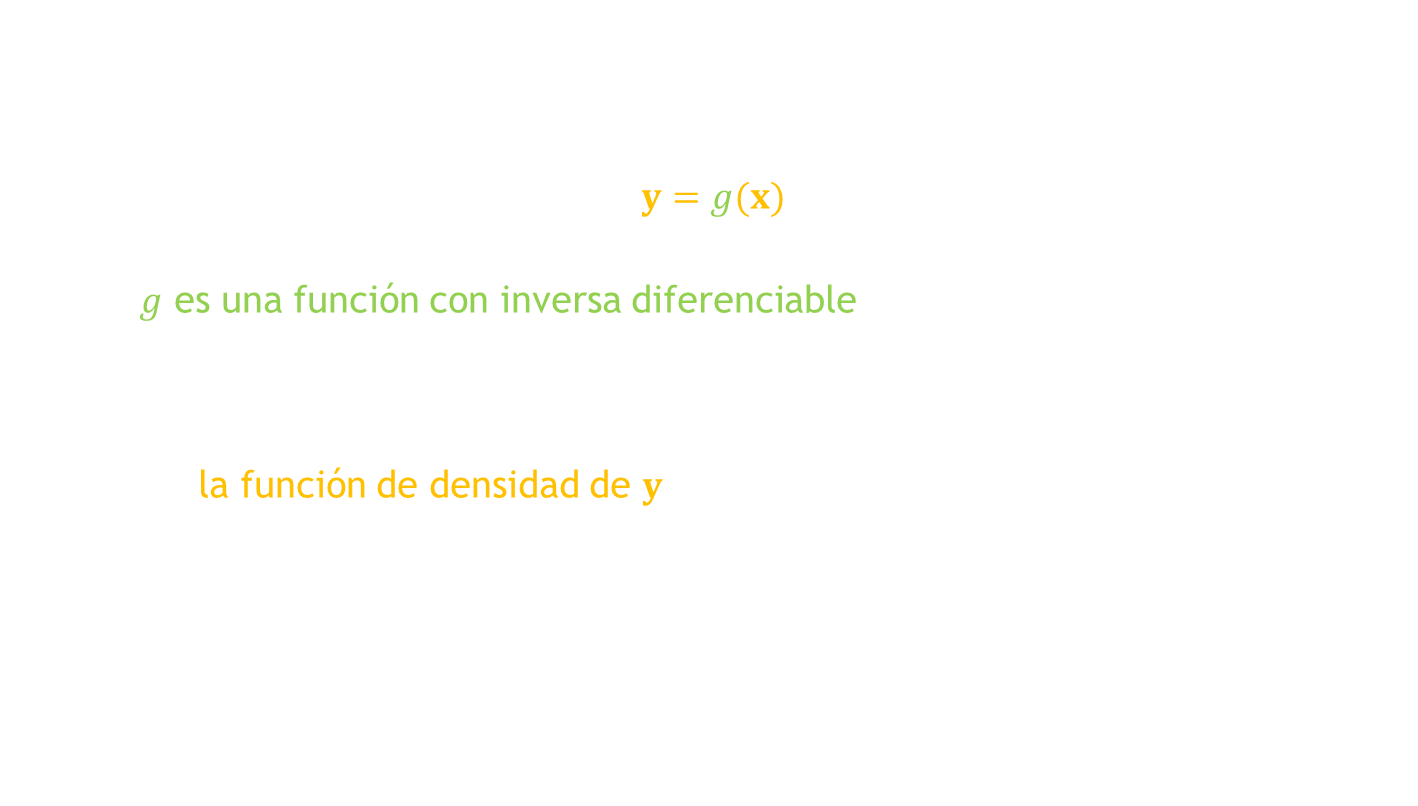 𝐲 = 𝑔(𝐱)
𝑔 es una función con inversa diferenciable
la función de densidad de 𝐲